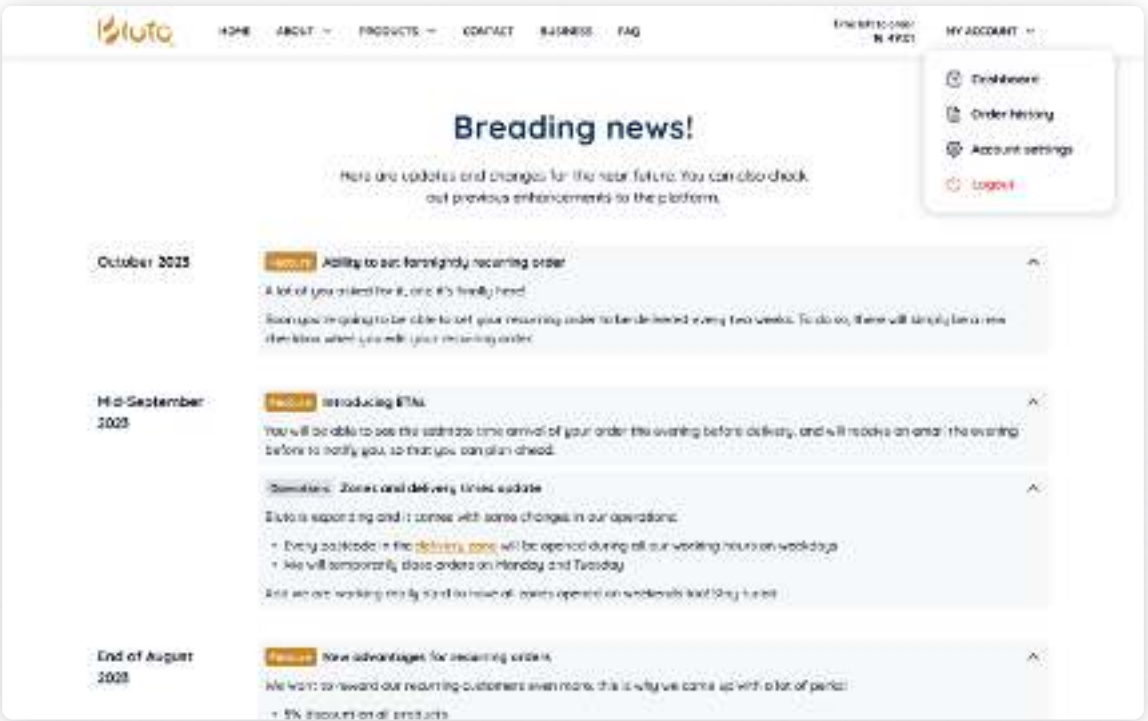 Bluto HOME ABOUT PRODUCTS CONTACT BUSINESS FAQ
Time left to order
MY ACCOUNT
Dashboard
Order history
Account settings
Logout
Breading news!
Here are updates and changes for the near future. You can also check
out previous enhancements to the platform.
October 2023
Feature Ability to set fortnightly recurring order
A lot of you asked for it, and it's finally here!
Soon you're going to be able to set your recurring order to be delivered every two weeks. To do so, there will simply be a new
checkbox when you edit your recurring order.
Mid-September
2023
Feature Introducing ETAs
You will be able to see the estimate time arrival of your order the evening before delivery, and will receive an email the evening
before to notify you, so that you can plan ahead.
Operations Zones and delivery times update
Bluto is expanding and it comes with some changes in our operations:
• Every postcode in the delivery zone will be opened during all our working hours on weekdays
• We will temporarily close orders on Monday and Tuesday
And we are working really hard to have all zones opened on weekends too! Stay tuned!
End of August
2023
Feature New advantages for recurring orders
We want to reward our recurring customers even more, this is why we came up with a lot of perks!
• 5% discount on all products